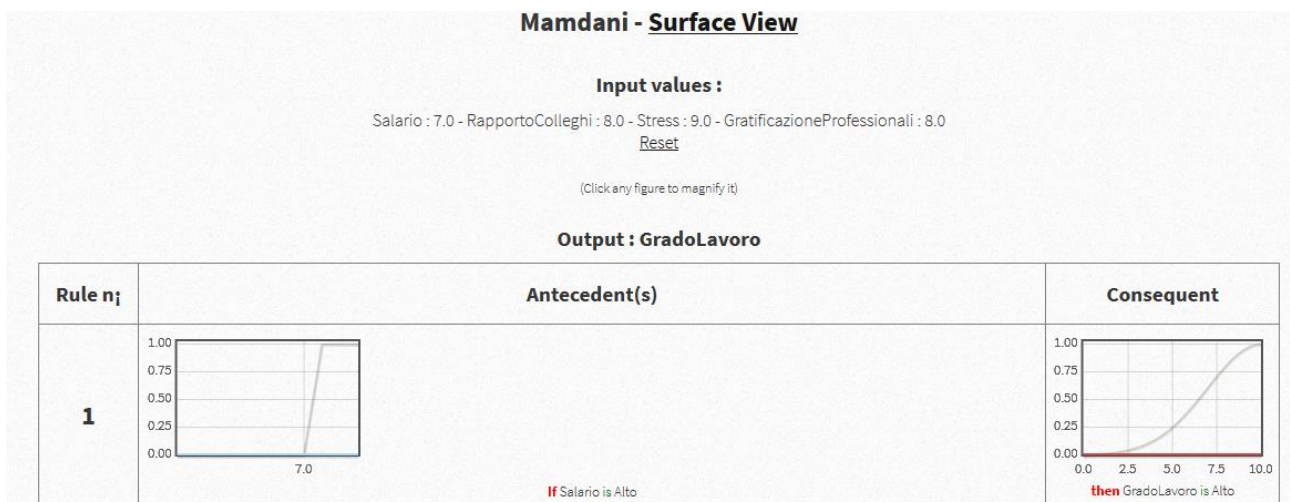 Mamdani - Surface View
Input values :
Salario : 7.0 - RapportoColleghi : 8.0 - Stress : 9.0 - GratificazioneProfessionali : 8.0
Reset
(Click any figure to magnify it)
Output : GradoLavoro
Rule n¡ Antecedent(s) Consequent
1
1.00
0.75
0.50
0.25
0.00
7.0
If Salario is Alto
1.00
0.75
0.50
0.25
0.00
0.0 2.5 5.0 7.5 10.0
then GradoLavoro is Alto